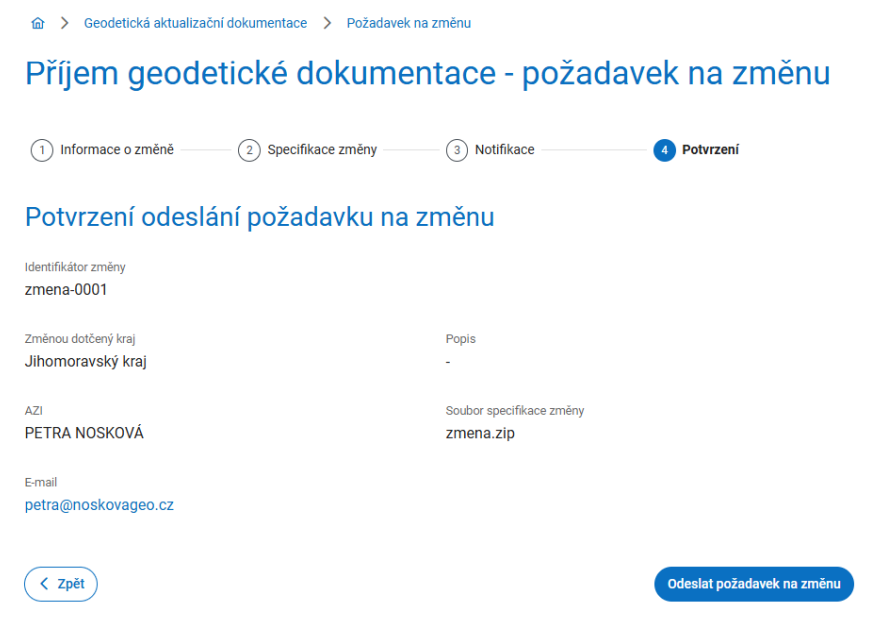 Geodetická aktualizační dokumentace > Požadavek na změnu
Příjem geodetické dokumentace - požadavek na změnu
1 Informace o změně 2 Specifikace změny 3 Notifikace 4 Potvrzení
Potvrzení odeslání požadavku na změnu
Identifikátor změny
zmena-0001
Změnou dotčený kraj
Jihomoravský kraj
Popis
-
AZI
PETRA NOSKOVÁ
Soubor specifikace změny
zmena.zip
E-mail
petra@noskovageo.cz
Zpět
Odeslat požadavek na změnu